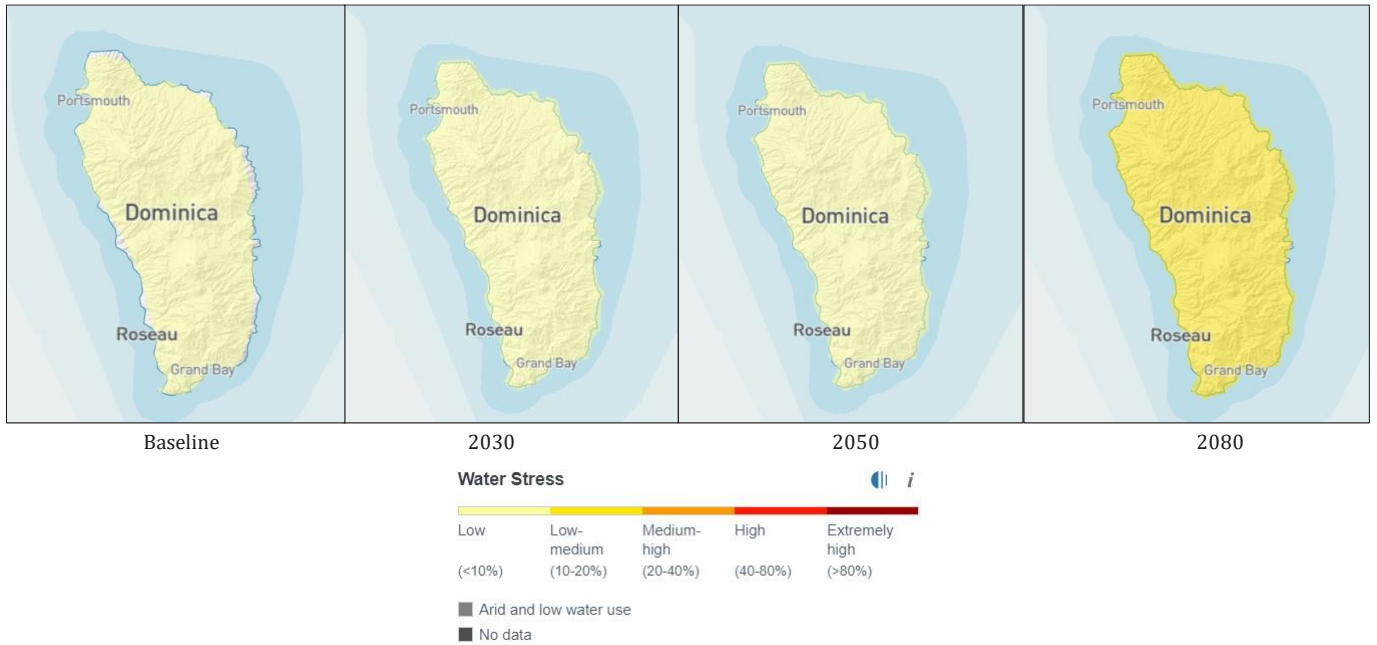 Portsmouth
Dominica
Roseau
Grand Bay
Portsmouth
Dominica
Roseau
Grand Bay
Portsmouth
Dominica
Roseau
Grand Bay
Portsmouth
Dominica
Roseau
Grand Bay
Baseline
2030
2050
2080
Water Stress
i
Low
Low-
medium
Medium-
high
High
Extremely
high
(<10%)
(10-20%)
(20-40%)
(40-80%)
(>80%)
Arid and low water use
No data